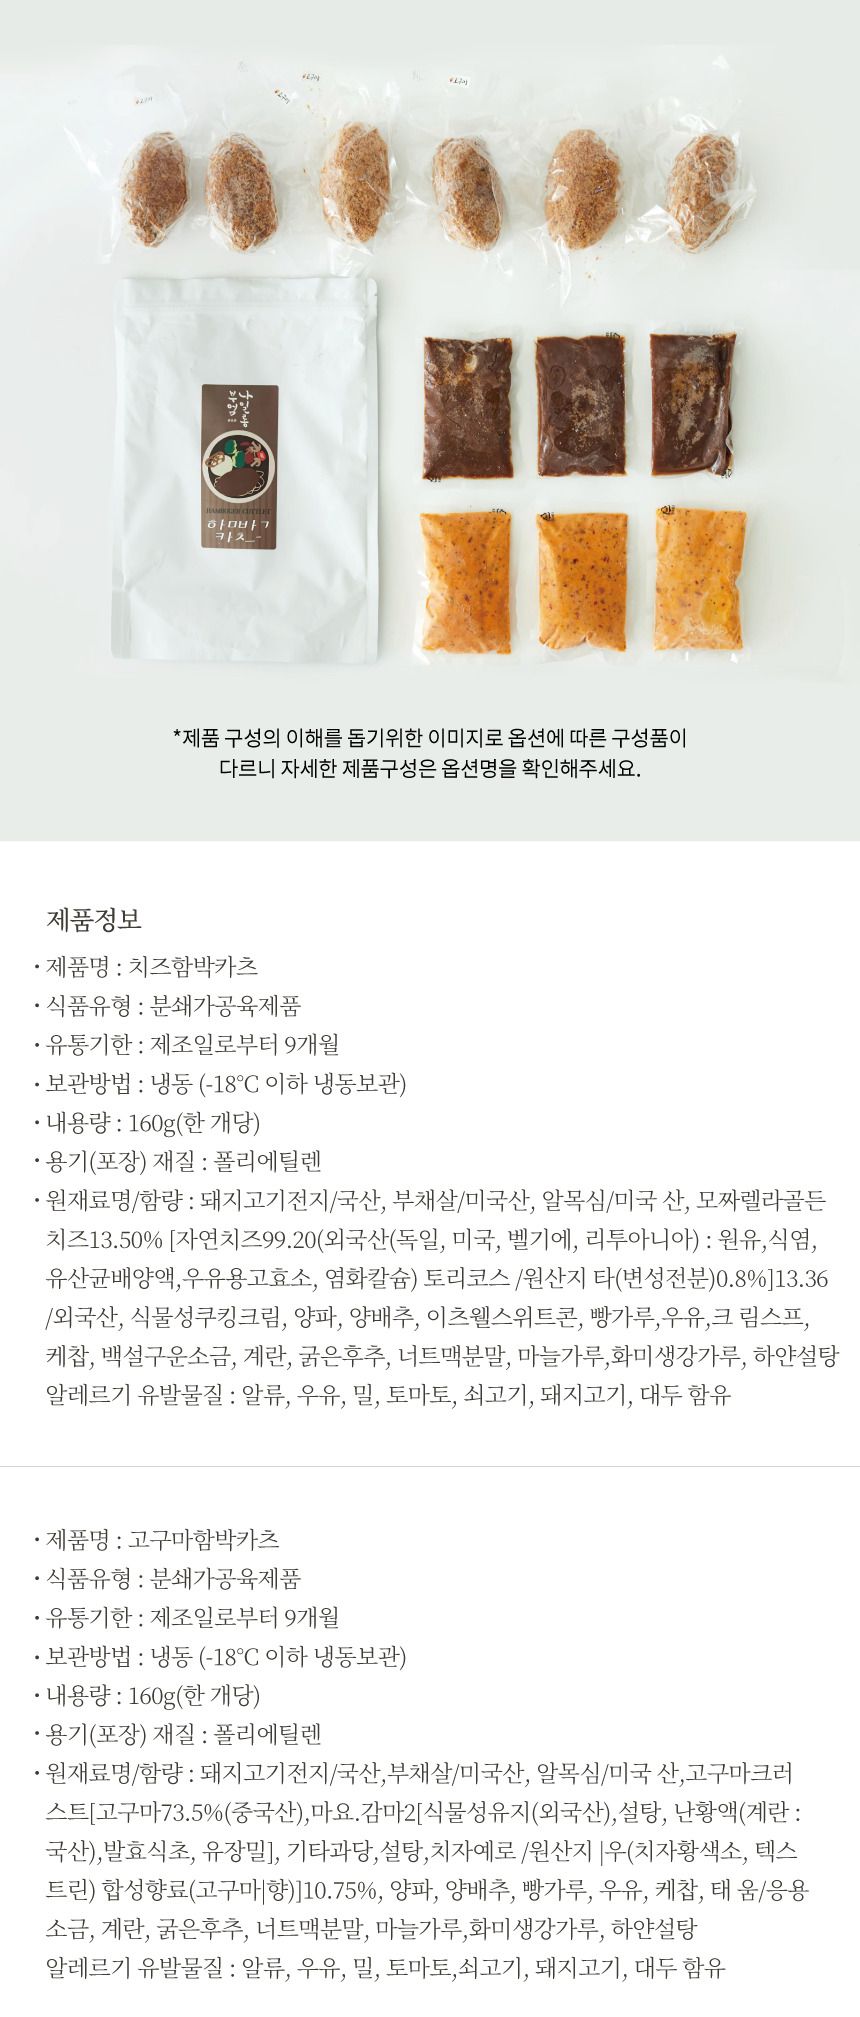 고구마
고구마
나일롱
부엌
HAMBURGER CUTTLET
함바그
카츠
*제품 구성의 이해를 돕기위한 이미지로 옵션에 따른 구성품이
다르니 자세한 제품구성은 옵션명을 확인해주세요.
제품정보
· 제품명 : 치즈함박카츠
· 식품유형 : 분쇄가공육제품
· 유통기한 : 제조일로부터 9개월
· 보관방법 : 냉동 (-18℃ 이하 냉동보관)
· 내용량 : 160g(한 개당)
· 용기(포장) 재질 : 폴리에틸렌
· 원재료명/함량 : 돼지고기전지/국산, 부채살/미국산, 알목심/미국 산, 모짜렐라골든
치즈13.50% [자연치즈99.20(외국산(독일, 미국, 벨기에, 리투아니아) : 원유,식염,
유산균배양액,우유용고효소, 염화칼슘) 토리코스 /원산지 타(변성전분)0.8%]13.36
/외국산, 식물성쿠킹크림, 양파, 양배추, 이츠웰스위트콘, 빵가루,우유,크 림스프,
케찹, 백설구운소금, 계란, 굵은후추, 너트맥분말, 마늘가루,화미생강가루, 하얀설탕
알레르기 유발물질 : 알류, 우유, 밀, 토마토, 쇠고기, 돼지고기, 대두 함유
· 제품명 : 고구마함박카츠
· 식품유형 : 분쇄가공육제품
· 유통기한 : 제조일로부터 9개월
· 보관방법 : 냉동 (-18℃ 이하 냉동보관)
· 내용량 : 160g(한 개당)
· 용기(포장) 재질 : 폴리에틸렌
· 원재료명/함량 : 돼지고기전지/국산,부채살/미국산, 알목심/미국 산,고구마크러
스트[고구마73.5%(중국산),마요.감마2[식물성유지(외국산),설탕, 난황액(계란 :
국산),발효식초, 유장밀], 기타과당,설탕,치자예로 /원산지 |우(치자황색소, 텍스
트린) 합성향료(고구마|향)]10.75%, 양파, 양배추, 빵가루, 우유, 케찹, 태 움/응용
소금, 계란, 굵은후추, 너트맥분말, 마늘가루,화미생강가루, 하얀설탕
알레르기 유발물질 : 알류, 우유, 밀, 토마토,쇠고기, 돼지고기, 대두 함유